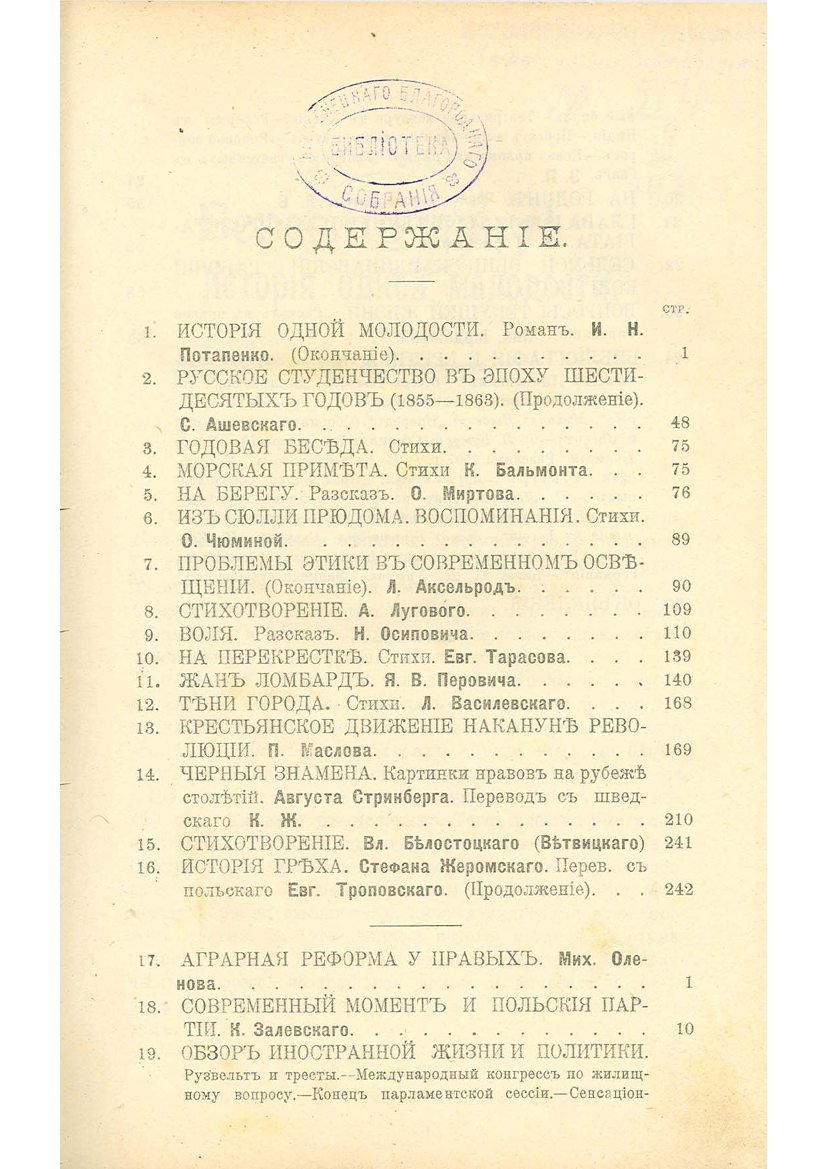 БЛАГОРОДНАГО
БИБЛІОТЕКА
СОБРАНІЯ
СОДЕРЖАНІЕ.
СТР.
1. ИСТОРІЯ ОДНОЙ МОЛОДОСТИ. Романъ. И. Н.
Потапенко. (Окончаніе). . . . . . . . . . . 1
2. РУССКОЕ СТУДЕНЧЕСТВО ВЪ ЭПОХУ ШЕСТИ-
ДЕСЯТЫХЪ ГОДОВЪ (1855—1863). (Продолженіе).
С. Ашевскаго. . . . . . . . . . . . . . . 48
3. ГОДОВАЯ БЕСѢДА. Стихи. . . . . . . . . . 75
4. МОРСКАЯ ПРИМѢТА. Стихи К. Бальмонта. . . 75
5. НА БЕРЕГУ. Разсказъ. О. Миртова. . . . . . 76
6. ИЗЪ СЮЛЛИ ПРЮДОМА. ВОСПОМИНАНІЯ. Стихи.
О. Чюминой. . . . . . . . . . . . . . . 89
7. ПРОБЛЕМЫ ЭТИКИ ВЪ СОВРЕМЕННОМЪ ОСВѢ-
ЩЕНІИ. (Окончаніе). Л. Аксельродъ. . . . . . 90
8. СТИХОТВОРЕНІЕ. А. Лугового. . . . . . . . 109
9. ВОЛЯ. Разсказъ. Н. Осиповича. . . . . . . . 110
10. НА ПЕРЕКРЕСТКѢ. Стихи. Евг. Тарасова. . . . 139
11. ЖАНЪ ЛОМБАРДЪ. Я. В. Перовича. . . . . . 140
12. ТѢНИ ГОРОДА. Стихи. Л. Василевскаго. . . . 168
13. КРЕСТЬЯНСКОЕ ДВИЖЕНІЕ НАКАНУНѢ РЕВО-
ЛЮЦІИ. П. Маслова. . . . . . . . . . . . 169
14. ЧЕРНЫЯ ЗНАМЕНА. Картинки нравовъ на рубежѣ
столѣтій. Августа Стринберга. Переводъ съ швед-
скаго К. Ж. . . . . . . . . . . . . . . 210
15. СТИХОТВОРЕНІЕ. Вл. Бѣлостоцкаго (Вѣтвицкаго) 241
16. ИСТОРІЯ ГРѢХА. Стефана Жеромскаго. Перев. съ
польскаго Евг. Троповскаго. (Продолженіе). . . 242
17. АГРАРНАЯ РЕФОРМА У ПРАВЫХЪ. Мих. Оле-
нова. . . . . . . . . . . . . . . . . . 1
18. СОВРЕМЕННЫЙ МОМЕНТЪ И ПОЛЬСКІЯ ПАР-
ТІИ. К. Залевскаго. . . . . . . . . . . . . 10
19. ОБЗОРЪ ИНОСТРАННОЙ ЖИЗНИ И ПОЛИТИКИ.
Рузвельтъ и тресты.—Международный конгрессъ по жилищ-
ному вопросу.—Конецъ парламентской сессіи.—Сенсаціон-